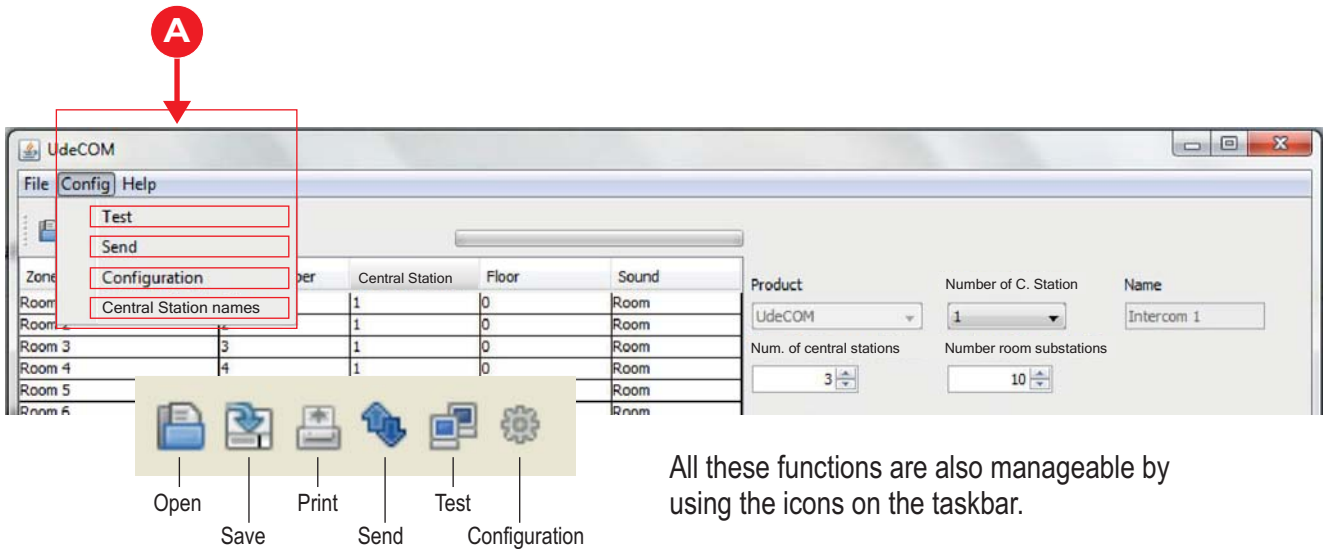 A
UdeCOM
File Config Help
Test
Send
Configuration
Central Station names
Zone Central Station Floor Sound
Room 1 0 Room
1 0 Room
Room 3 3 1 0 Room
Room 4 4 1 0 Room
Room 5 Room
Room 6 Room
Product Number of C. Station Name
UdeCOM 1 Intercom 1
Num. of central stations Number room substations
3 10
Open Print Test
Save Send Configuration
All these functions are also manageable by
using the icons on the taskbar.